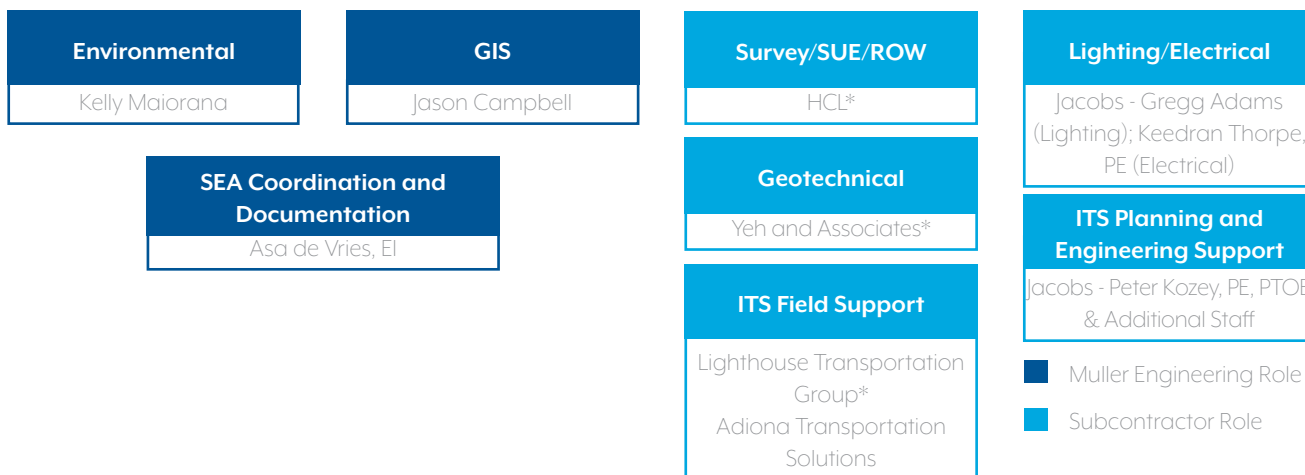 Environmental
Kelly Maiorana
GIS
Jason Campbell
SEA Coordination and
Documentation
Asa de Vries, EI
Survey/SUE/ROW
HCL*
Geotechnical
Yeh and Associates*
ITS Field Support
Lighthouse Transportation
Group*
Adiona Transportation
Solutions
Lighting/Electrical
Jacobs - Gregg Adams
(Lighting); Keedran Thorpe,
PE (Electrical)
ITS Planning and
Engineering Support
Jacobs - Peter Kozey, PE, PTOE
& Additional Staff
Muller Engineering Role
Subcontractor Role